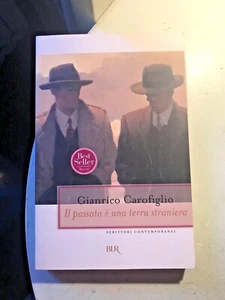 Best
Seller
Gianrico Carofiglio
Il passato è una terra straniera
SCRITTORI CONTEMPORANEI
BUR